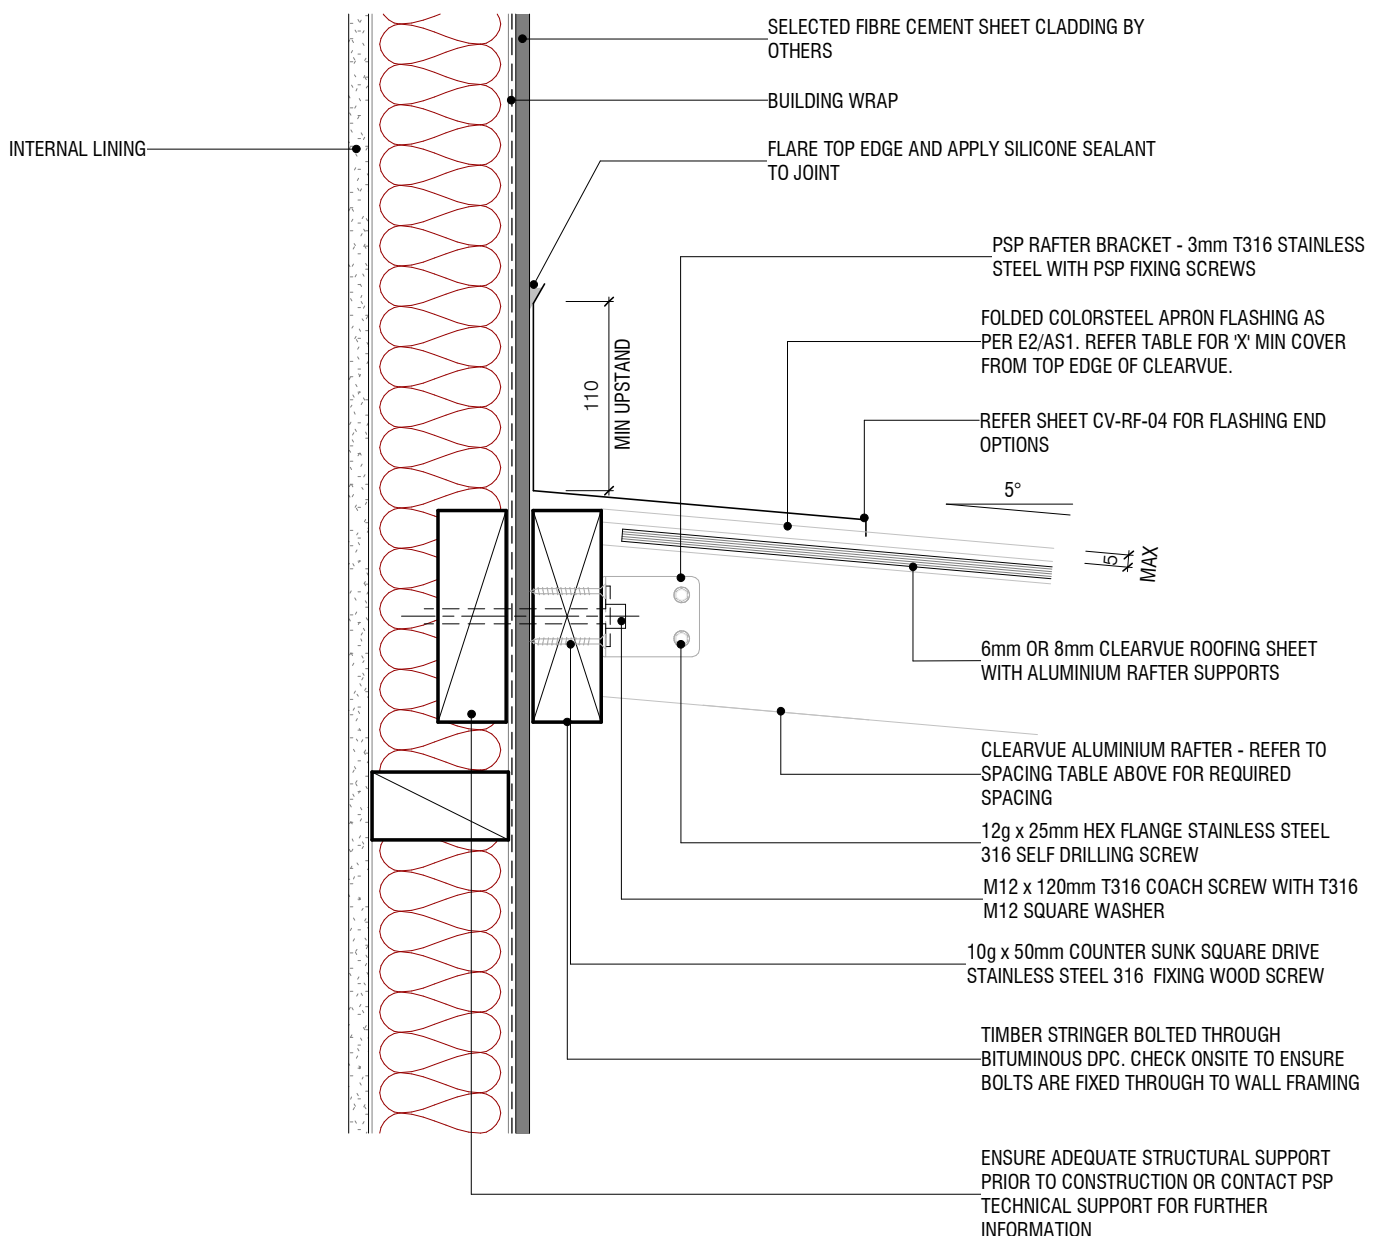 SELECTED FIBRE CEMENT SHEET CLADDING BY
OTHERS
BUILDING WRAP
INTERNAL LINING
FLARE TOP EDGE AND APPLY SILICONE SEALANT
TO JOINT
PSP RAFTER BRACKET - 3mm T316 STAINLESS
STEEL WITH PSP FIXING SCREWS
FOLDED COLORSTEEL APRON FLASHING AS
PER E2/AS1. REFER TABLE FOR 'X' MIN COVER
FROM TOP EDGE OF CLEARVUE.
110
MIN UPSTAND
REFER SHEET CV-RF-04 FOR FLASHING END
OPTIONS
5°
5
MAX
6mm OR 8mm CLEARVUE ROOFING SHEET
WITH ALUMINIUM RAFTER SUPPORTS
CLEARVUE ALUMINIUM RAFTER - REFER TO
SPACING TABLE ABOVE FOR REQUIRED
SPACING
12g x 25mm HEX FLANGE STAINLESS STEEL
316 SELF DRILLING SCREW
M12 x 120mm T316 COACH SCREW WITH T316
M12 SQUARE WASHER
10g x 50mm COUNTER SUNK SQUARE DRIVE
STAINLESS STEEL 316 FIXING WOOD SCREW
TIMBER STRINGER BOLTED THROUGH
BITUMINOUS DPC. CHECK ONSITE TO ENSURE
BOLTS ARE FIXED THROUGH TO WALL FRAMING
ENSURE ADEQUATE STRUCTURAL SUPPORT
PRIOR TO CONSTRUCTION OR CONTACT PSP
TECHNICAL SUPPORT FOR FURTHER
INFORMATION